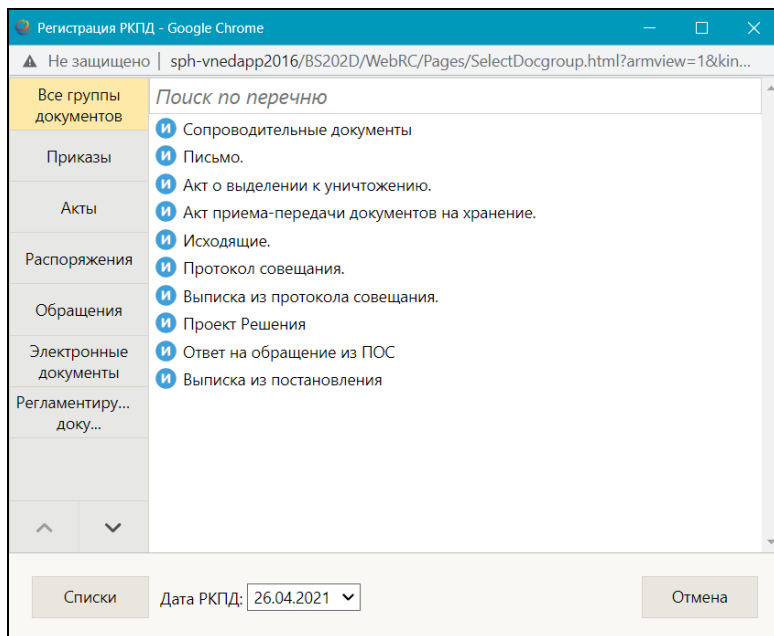 Регистрация РКПД - Google Chrome
Не защищено | sph-vnedapp2016/BS202D/WebRC/Pages/SelectDocgroup.html?armview=1&kin...
Все группы
документов
Приказы
Акты
Распоряжения
Обращения
Электронные
документы
Регламентиру...
доку...
Поиск по перечню
И Сопроводительные документы
И Письмо.
И Акт о выделении к уничтожению.
И Акт приема-передачи документов на хранение.
И Исходящие.
И Протокол совещания.
И Выписка из протокола совещания.
И Проект Решения
И Ответ на обращение из ПОС
И Выписка из постановления
Списки
Дата РКПД: 26.04.2021
Отмена